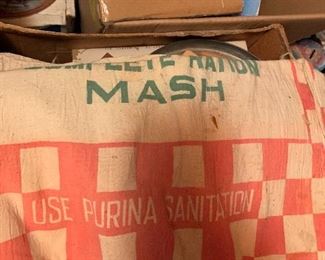 COMPLETE RATION
MASH
USE PURINA SANITATION